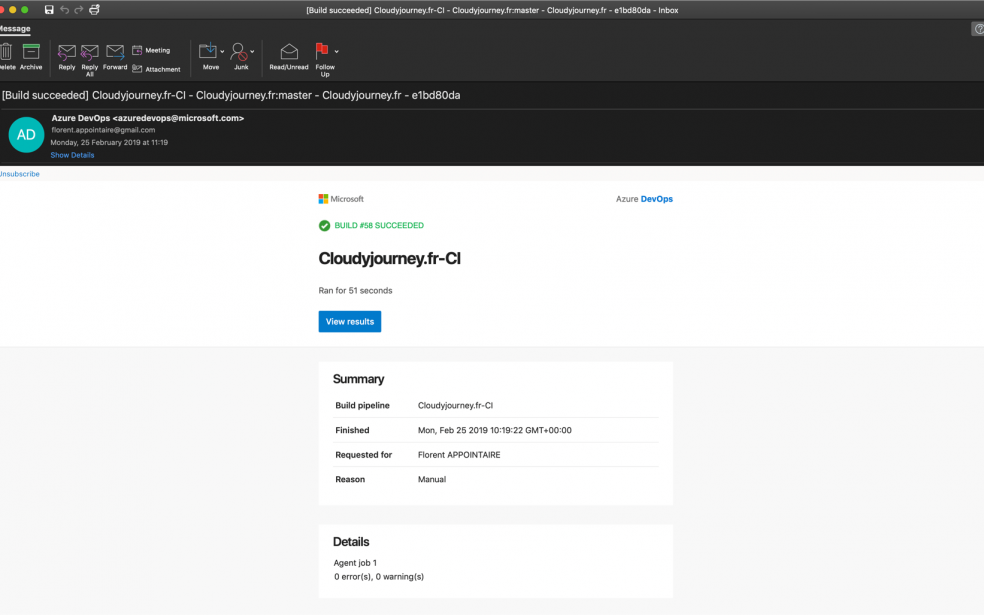 [Build succeeded] Cloudyjourney.fr-CI - Cloudyjourney.fr:master - Cloudyjourney.fr - e1bd80da - Inbox
Message
Delete
Archive
Reply
Reply All
Forward
Meeting
Attachment
Move
Junk
Read/Unread
Follow Up
[Build succeeded] Cloudyjourney.fr-CI - Cloudyjourney.fr:master - Cloudyjourney.fr - e1bd80da
AD
Azure DevOps <azuredevops@microsoft.com>
florent.appointaire@gmail.com
Monday, 25 February 2019 at 11:19
Show Details
Unsubscribe
Microsoft
Azure DevOps
BUILD #58 SUCCEEDED
Cloudyjourney.fr-CI
Ran for 51 seconds
View results
Summary
Build pipeline Cloudyjourney.fr-CI
Finished Mon, Feb 25 2019 10:19:22 GMT+00:00
Requested for Florent APPOINTAIRE
Reason Manual
Details
Agent job 1
0 error(s), 0 warning(s)